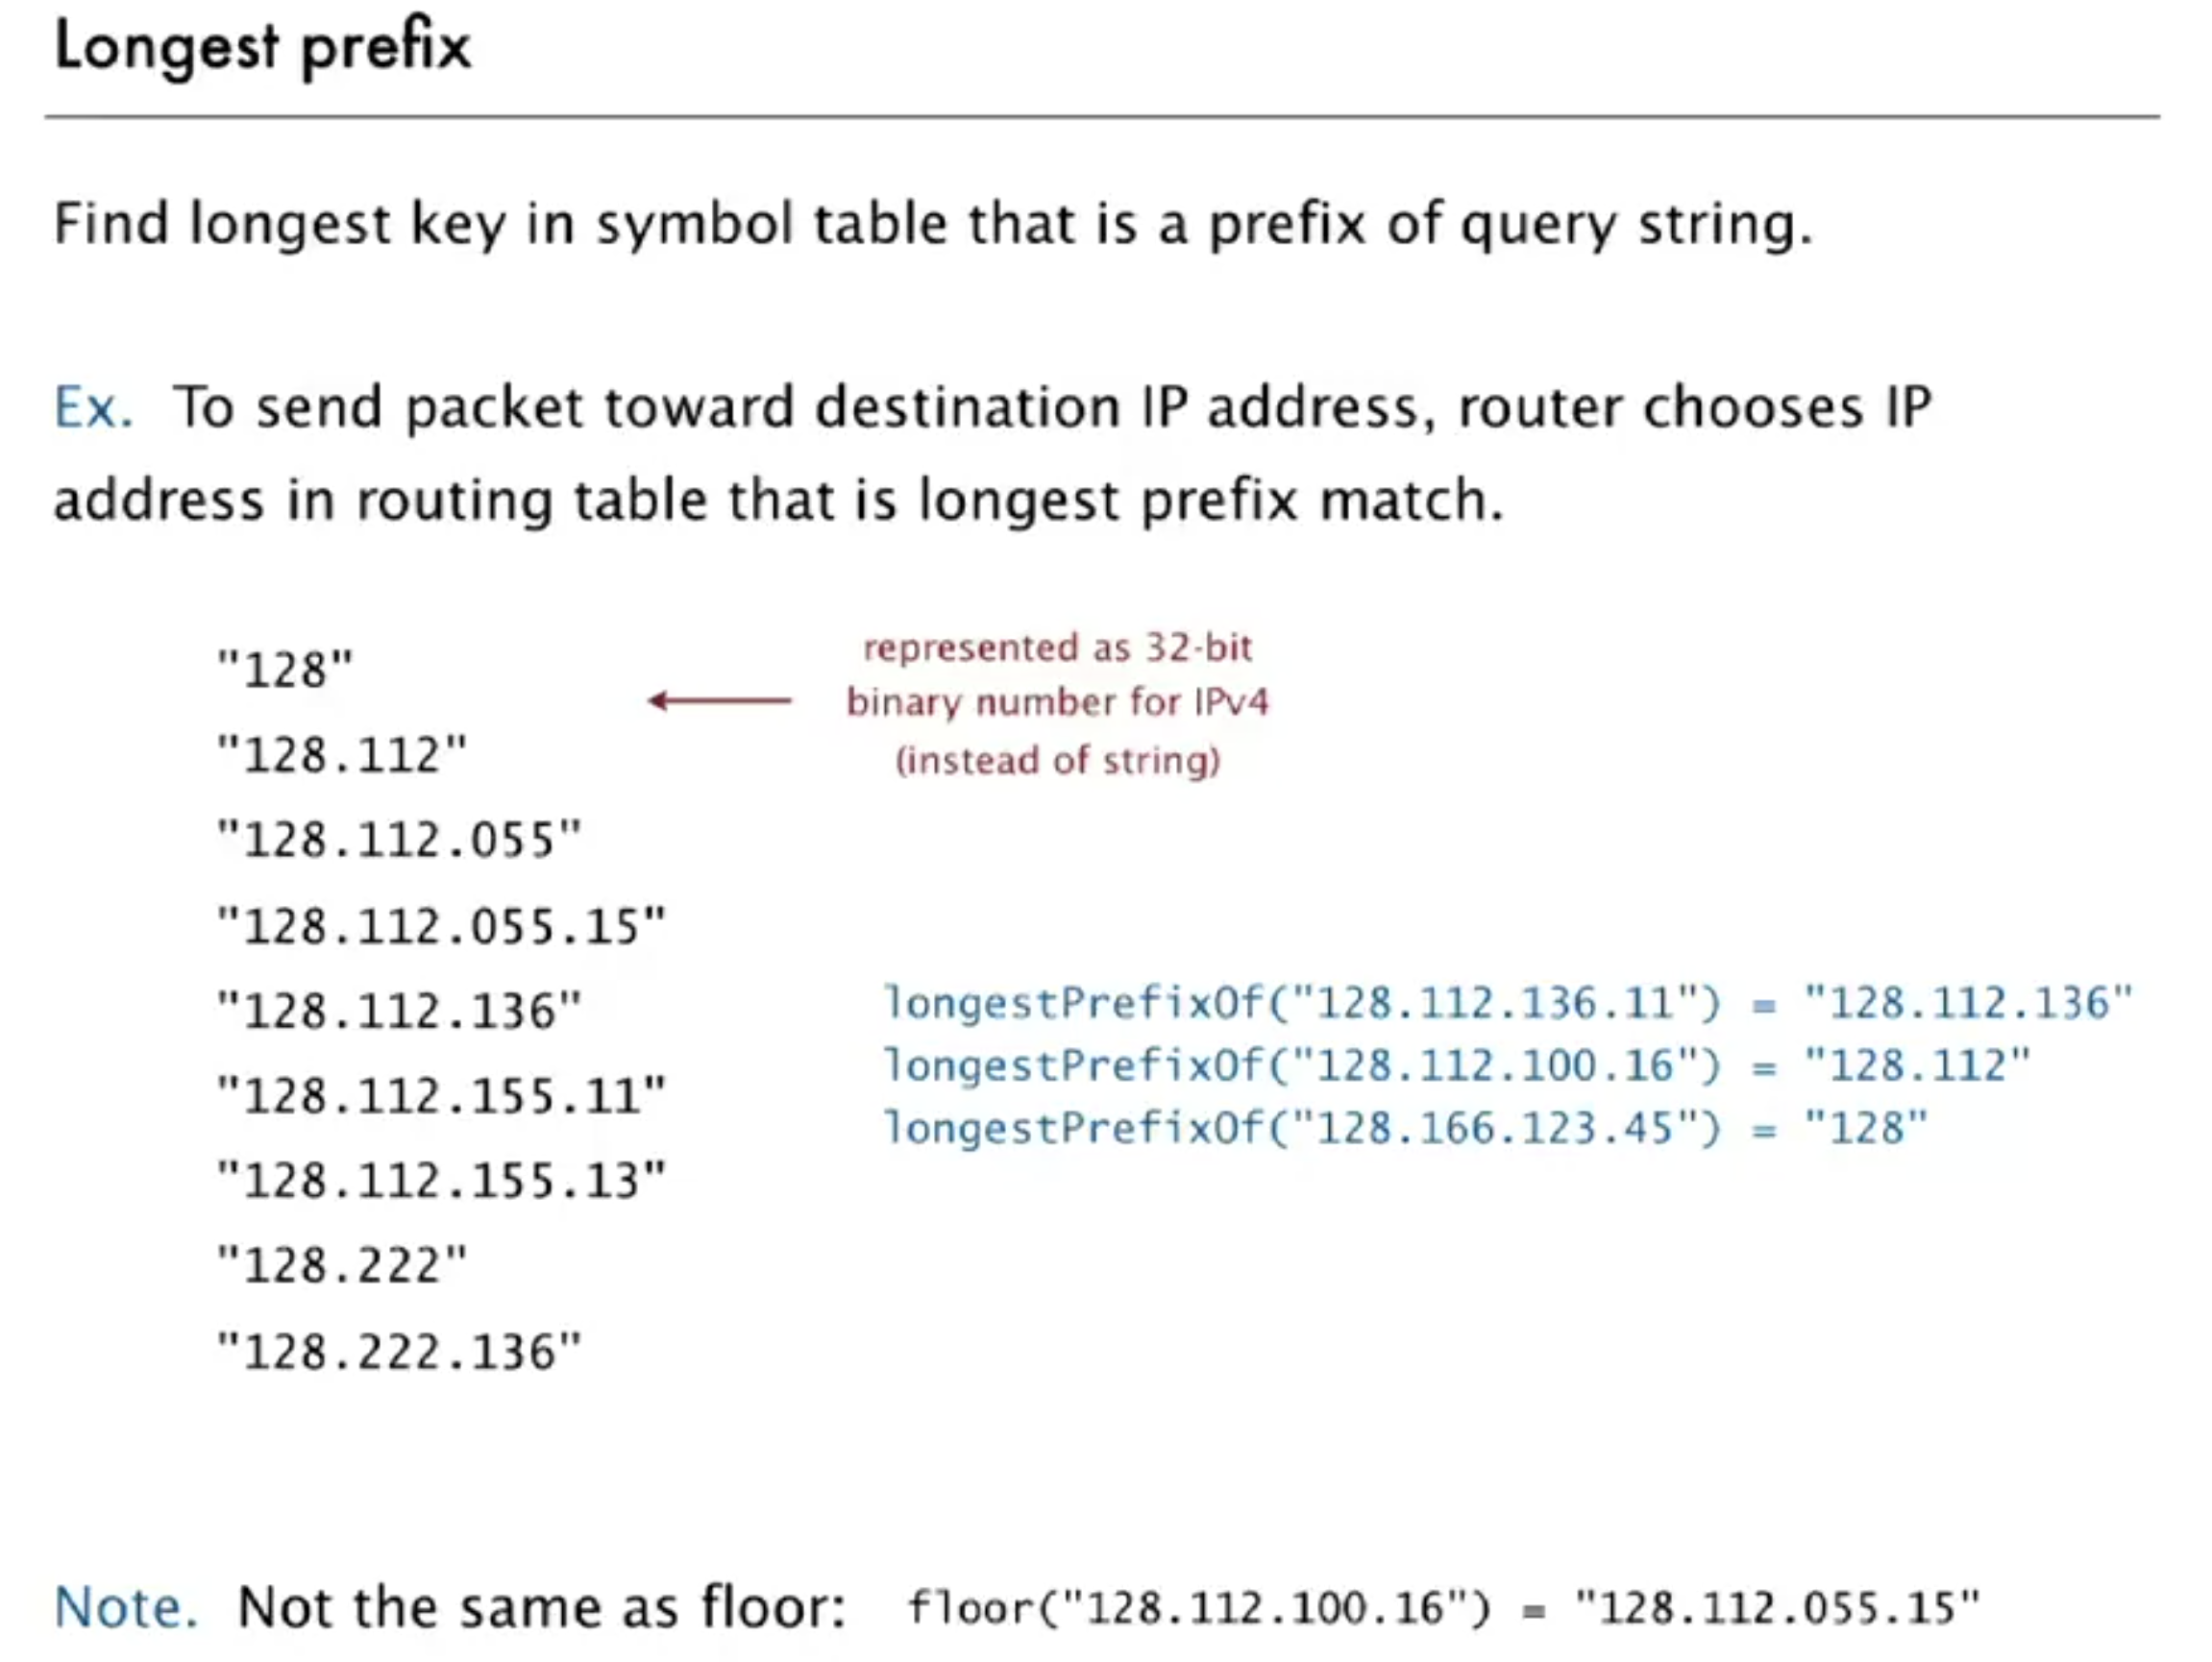 Longest prefix
Find longest key in symbol table that is a prefix of query string.
Ex. To send packet toward destination IP address, router chooses IP
address in routing table that is longest prefix match.
"128"
"128.112"
"128.112.055"
"128.112.055.15"
"128.112.136"
"128.112.155.11"
"128.112.155.13"
"128.222"
"128.222.136"
represented as 32-bit
binary number for IPv4
(instead of string)
longestPrefixOf("128.112.136.11") = "128.112.136"
longestPrefixOf("128.112.100.16") = "128.112"
longestPrefixOf("128.166.123.45") = "128"
Note. Not the same as floor: floor("128.112.100.16") = "128.112.055.15"